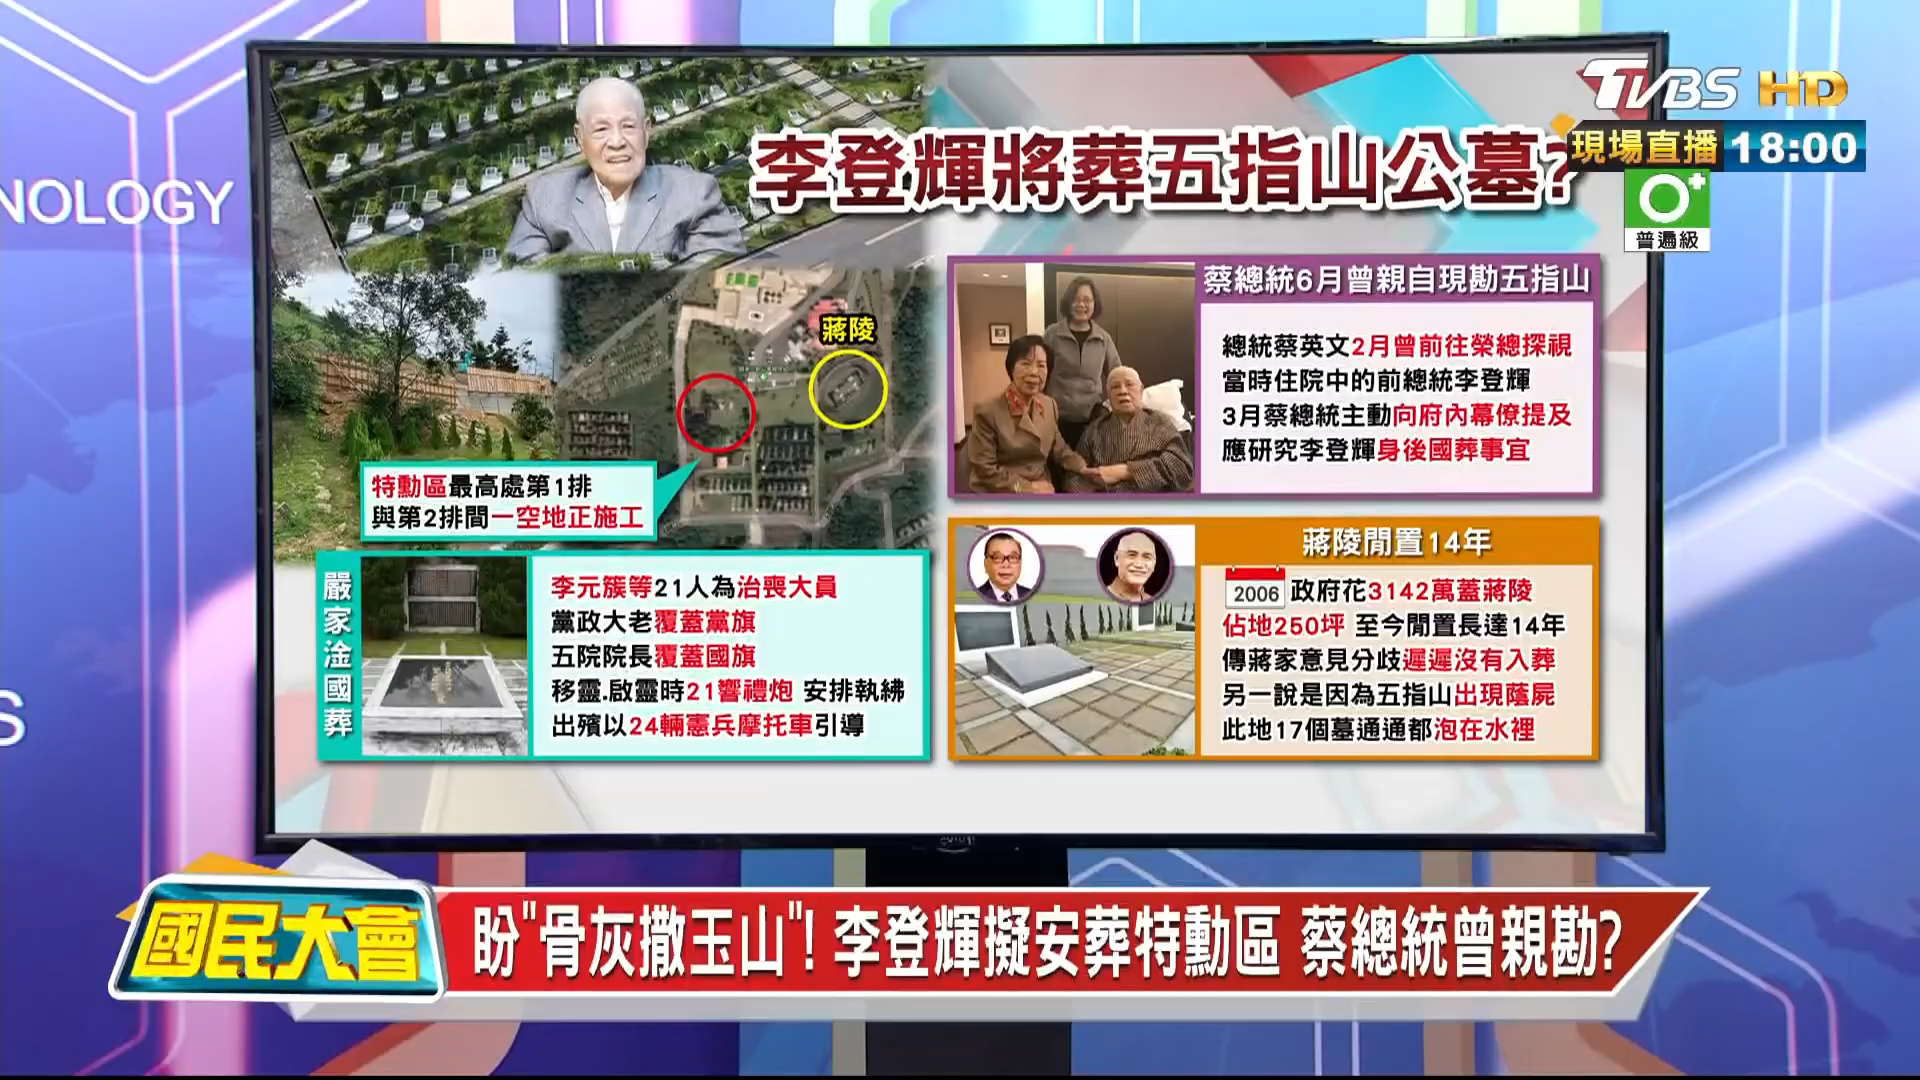 NOLOGY
S
TVBS HD
現場直播 18:00
普遍級
李登輝將葬五指山公墓?
蔣陵
特勳區最高處第1排
與第2排間一空地正施工
蔡總統6月曾親自現勘五指山
總統蔡英文2月曾前往榮總探視
當時住院中的前總統李登輝
3月蔡總統主動向府內幕僚提及
應研究李登輝身後國葬事宜
嚴家淦國葬
李元簇等21人為治喪大員
黨政大老覆蓋黨旗
五院院長覆蓋國旗
移靈.啟靈時21響禮炮 安排執紼
出殯以24輛憲兵摩托車引導
蔣陵閒置14年
2006 政府花3142萬蓋蔣陵
佔地250坪 至今閒置長達14年
傳蔣家意見分歧遲遲沒有入葬
另一說是因為五指山出現蔭屍
此地17個墓通通都泡在水裡
國民大會
盼"骨灰撒玉山"! 李登輝擬安葬特勳區 蔡總統曾親勘?